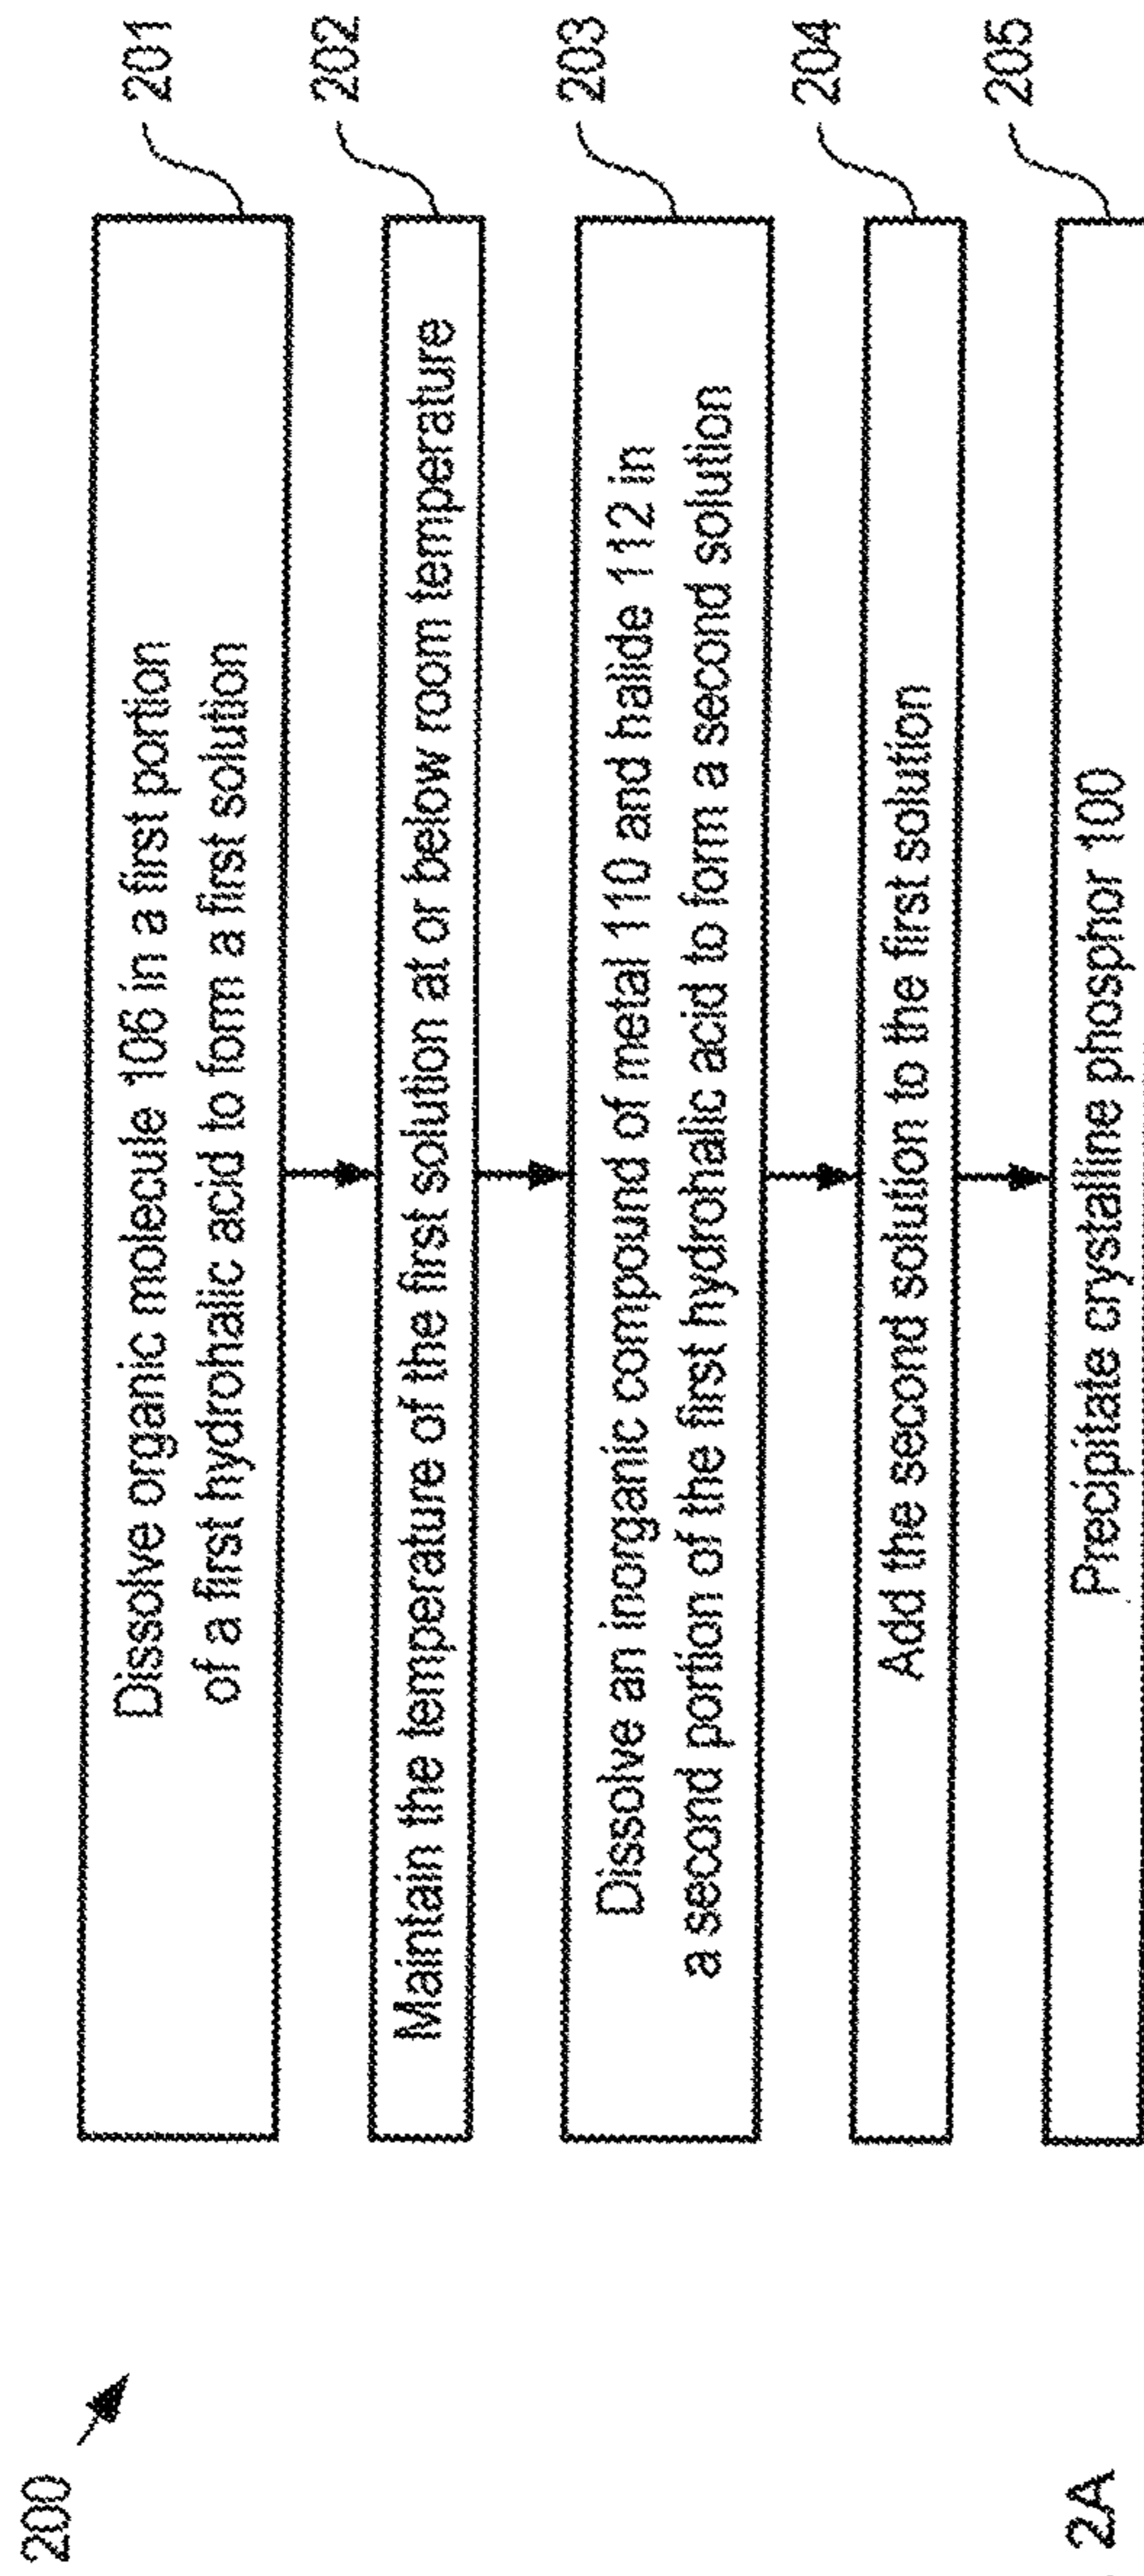 200
Dissolve organic molecule 106 in a first portion
of a first hydrohalic acid to form a first solution
201
Maintain the temperature of the first solution at or below room temperature
202
Dissolve an inorganic compound of metal 110 and halide 112 in
a second portion of the first hydrohalic acid to form a second solution
203
Add the second solution to the first solution
204
Precipitate crystalline phosphor 100
205
2A